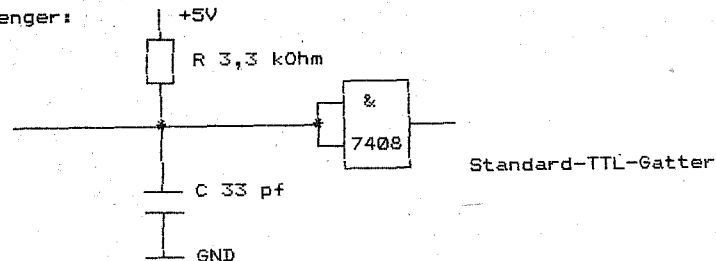 enger:
+5V
R 3,3 kOhm
&
7408
Standard-TTL-Gatter
C 33 pf
GND